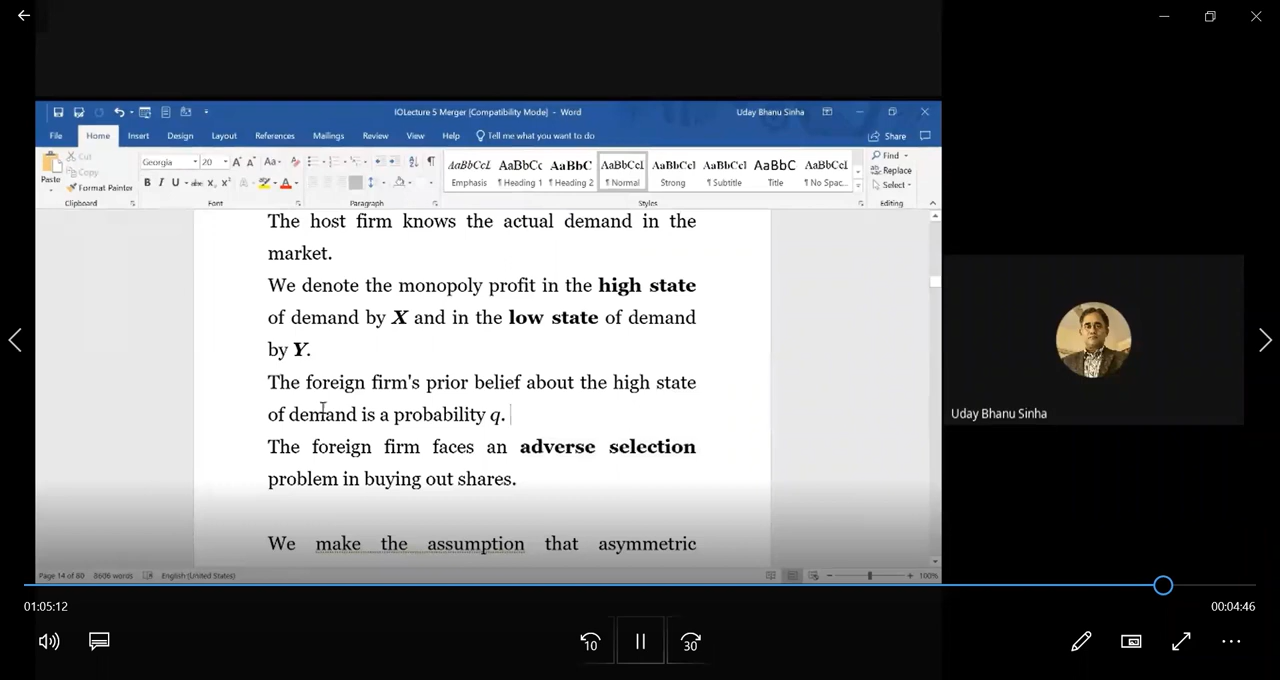 IOLecture 5 Merger [Compatibility Mode] - Word
Uday Bhanu Sinha
File Home Insert Design Layout References Mailings Review View Help Tell me what you want to do Share
Paste
Cut
Copy
Format Painter
Clipboard
Georgia 20
Font
Paragraph
AaBbCcL AaBbCc AaBbC AaBbCcI AaBbCcI AaBbCcI AaBbC AaBbCcI
Emphasis ¶ Heading 1 ¶ Heading 2 ¶ Normal Strong ¶ Subtitle Title ¶ No Spac...
Styles
Find
Replace
Select
Editing
The host firm knows the actual demand in the
market.
We denote the monopoly profit in the high state
of demand by X and in the low state of demand
by Y.
The foreign firm's prior belief about the high state
of demand is a probability q.
The foreign firm faces an adverse selection
problem in buying out shares.
We make the assumption that asymmetric
Page 14 of 80 8606 words English (United States)
100%
Uday Bhanu Sinha
01:05:12
00:04:46
10
30